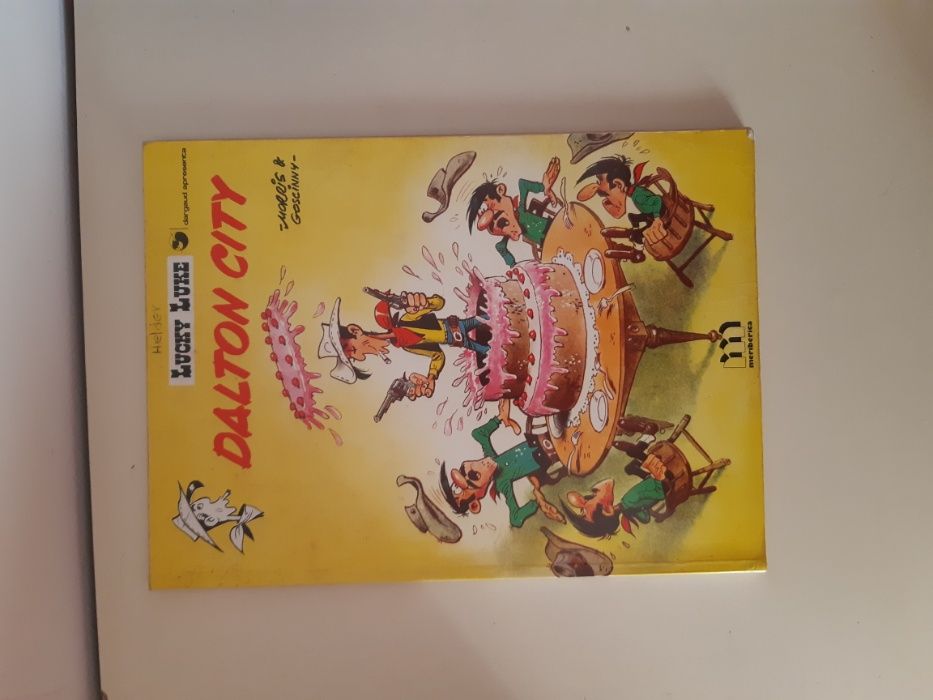 Helder
LUCKY LUKE
dargaud apresenta
DALTON CITY
-MORRIS &
GOSCINNY-
meribérica